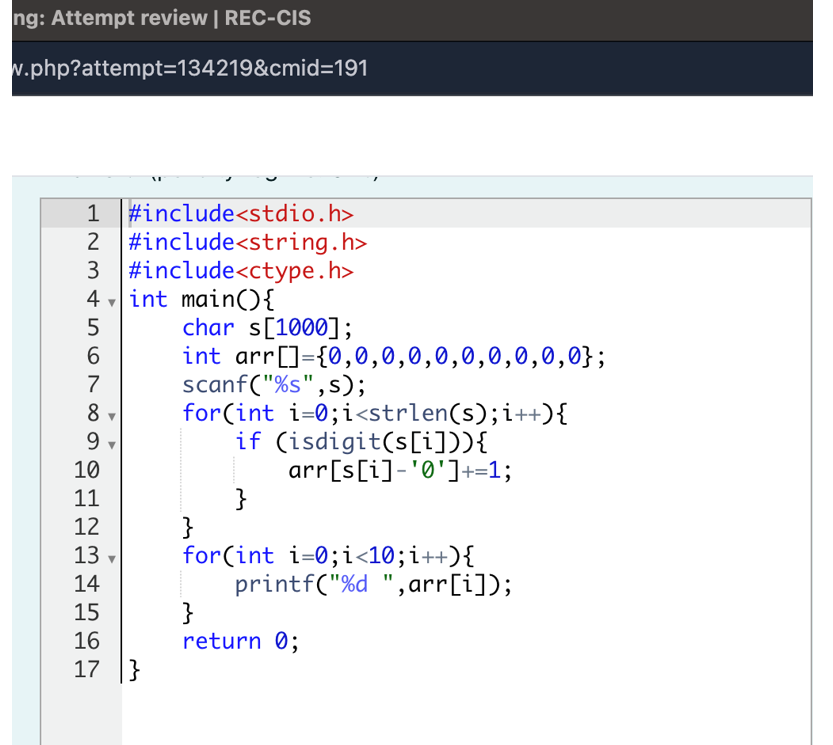 ng: Attempt review | REC-CIS
w.php?attempt=134219&cmid=191
1 #include<stdio.h>
2 #include<string.h>
3 #include<ctype.h>
4 int main(){
5 char s[1000];
6 int arr[]={0,0,0,0,0,0,0,0,0,0};
7 scanf("%s",s);
8 for(int i=0;i<strlen(s);i++){
9 if (isdigit(s[i])){
10 arr[s[i]-'0']+=1;
11 }
12 }
13 for(int i=0;i<10;i++){
14 printf("%d ",arr[i]);
15 }
16 return 0;
17 }